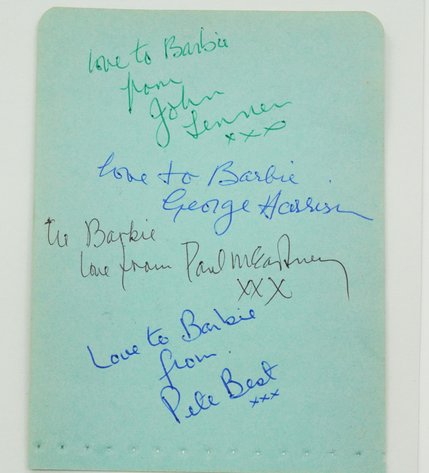 love to Barbie
from
John
Lennon
xxx
love to Barbie
George Harrison
to Barbie
love from Paul McCartney
xxx
Love to Barbie
from
Pete Best
xxx